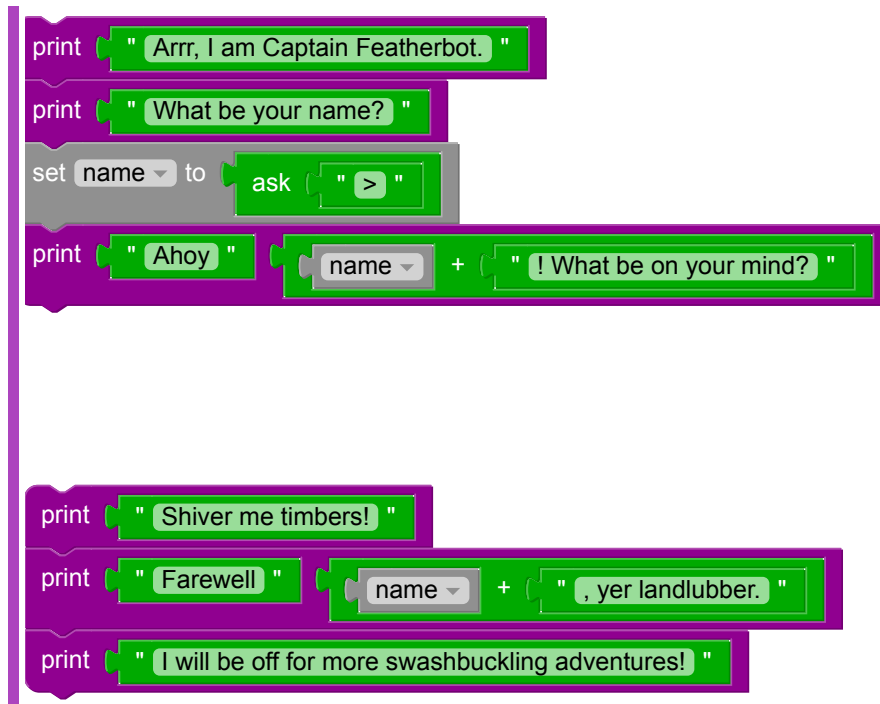 print " Arrr, I am Captain Featherbot. "
print " What be your name? "
set name to ask " > "
print " Ahoy " name + " ! What be on your mind? "
print " Shiver me timbers! "
print " Farewell " name + " , yer landlubber. "
print " I will be off for more swashbuckling adventures! "